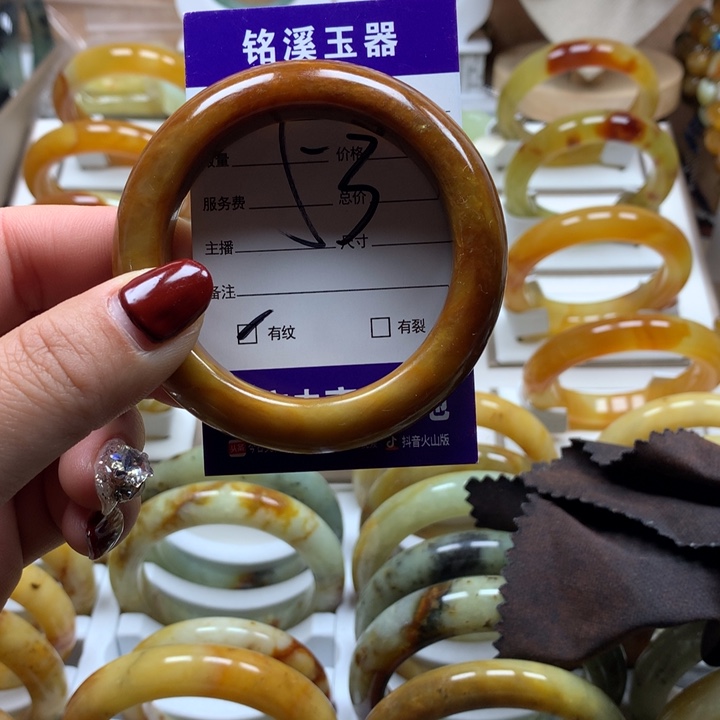 铭溪玉器
量 价格
服务费 总价
主播 尺寸
备注
有纹 有裂
抖音火山版